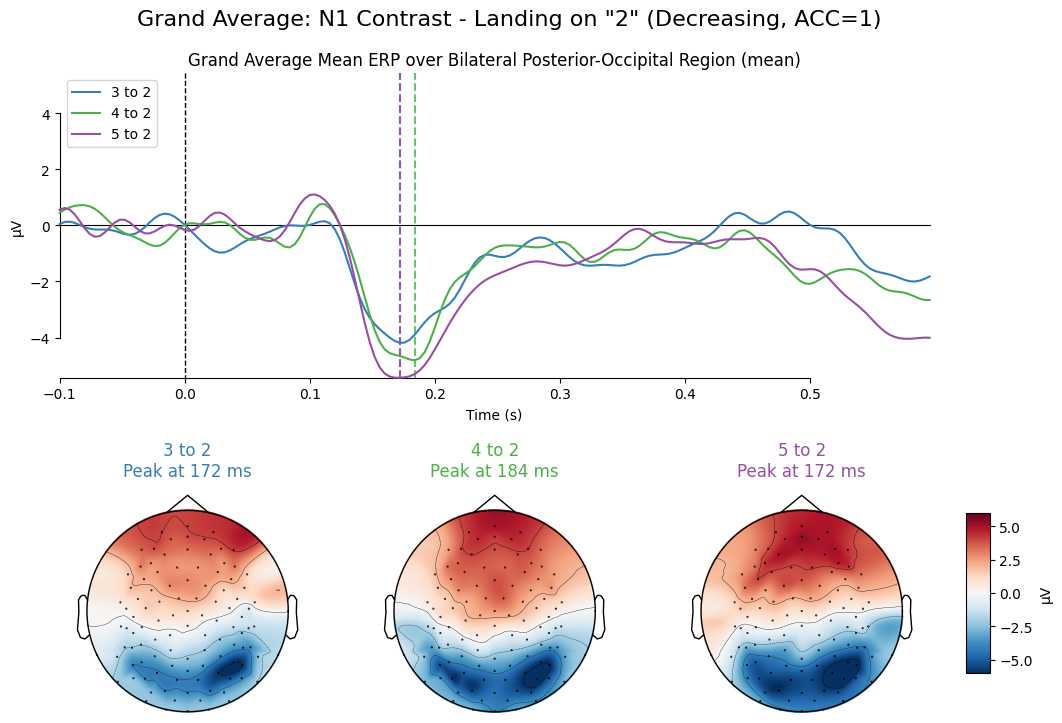 Grand Average: N1 Contrast - Landing on "2" (Decreasing, ACC=1)
Grand Average Mean ERP over Bilateral Posterior-Occipital Region (mean)
3 to 2
4 to 2
5 to 2
4
2
0
−2
−4
µV
−0.1 0.0 0.1 0.2 0.3 0.4 0.5
Time (s)
3 to 2
Peak at 172 ms
4 to 2
Peak at 184 ms
5 to 2
Peak at 172 ms
5.0
2.5
0.0
−2.5
−5.0
µV